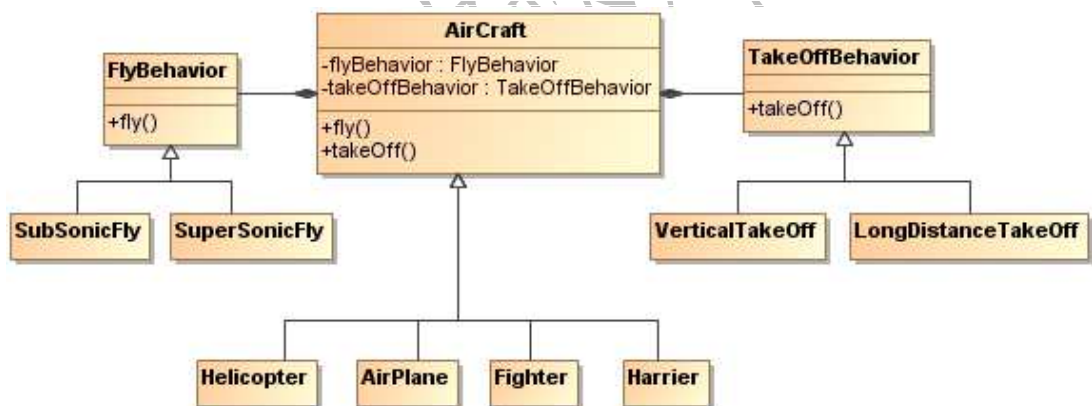 AirCraft
-flyBehavior : FlyBehavior
-takeOffBehavior : TakeOffBehavior
+fly()
+takeOff()
FlyBehavior
+fly()
TakeOffBehavior
+takeOff()
SubSonicFly
SuperSonicFly
VerticalTakeOff
LongDistanceTakeOff
Helicopter
AirPlane
Fighter
Harrier